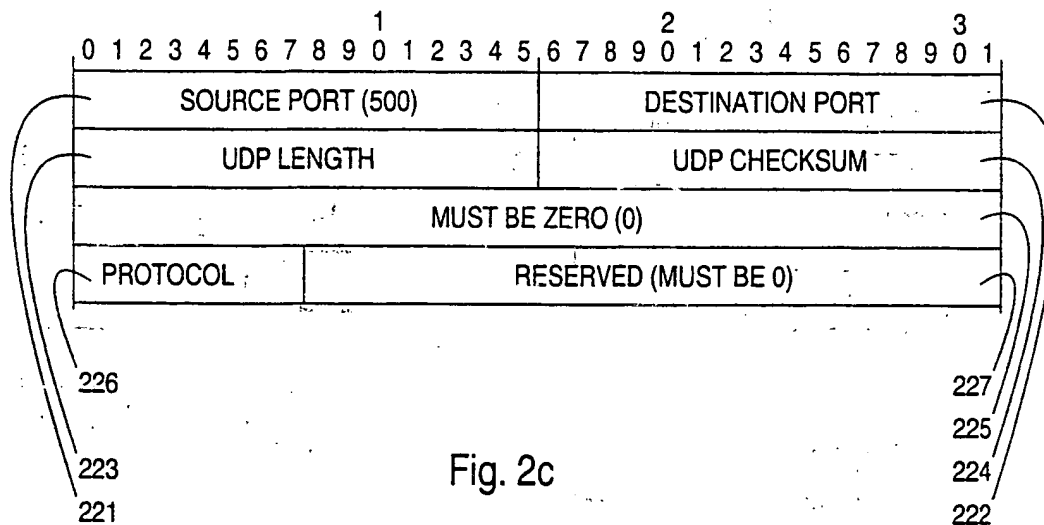 1 2 3
0 1 2 3 4 5 6 7 8 9 0 1 2 3 4 5 6 7 8 9 0 1 2 3 4 5 6 7 8 9 0 1
SOURCE PORT (500) DESTINATION PORT
UDP LENGTH UDP CHECKSUM
MUST BE ZERO (0)
PROTOCOL RESERVED (MUST BE 0)
226 227
225
223 224
221 222
Fig. 2c